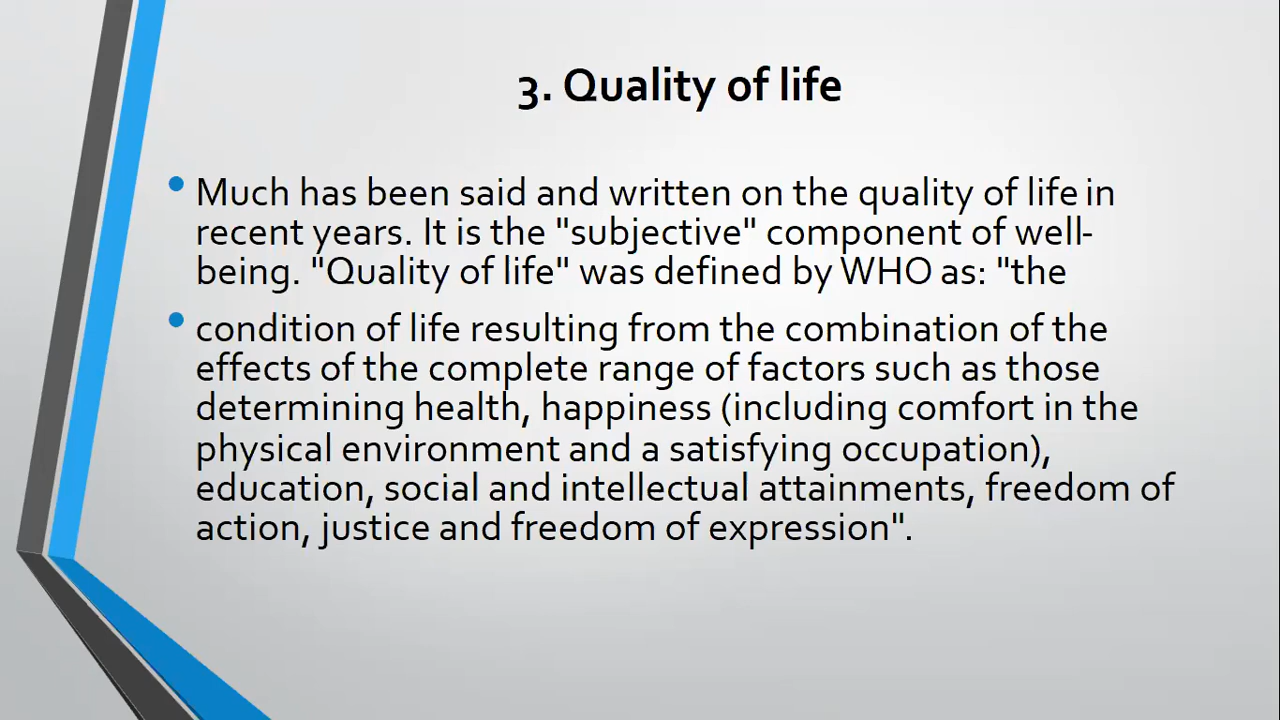 3. Quality of life
• Much has been said and written on the quality of life in
recent years. It is the "subjective" component of well-
being. "Quality of life" was defined by WHO as: "the
• condition of life resulting from the combination of the
effects of the complete range of factors such as those
determining health, happiness (including comfort in the
physical environment and a satisfying occupation),
education, social and intellectual attainments, freedom of
action, justice and freedom of expression".